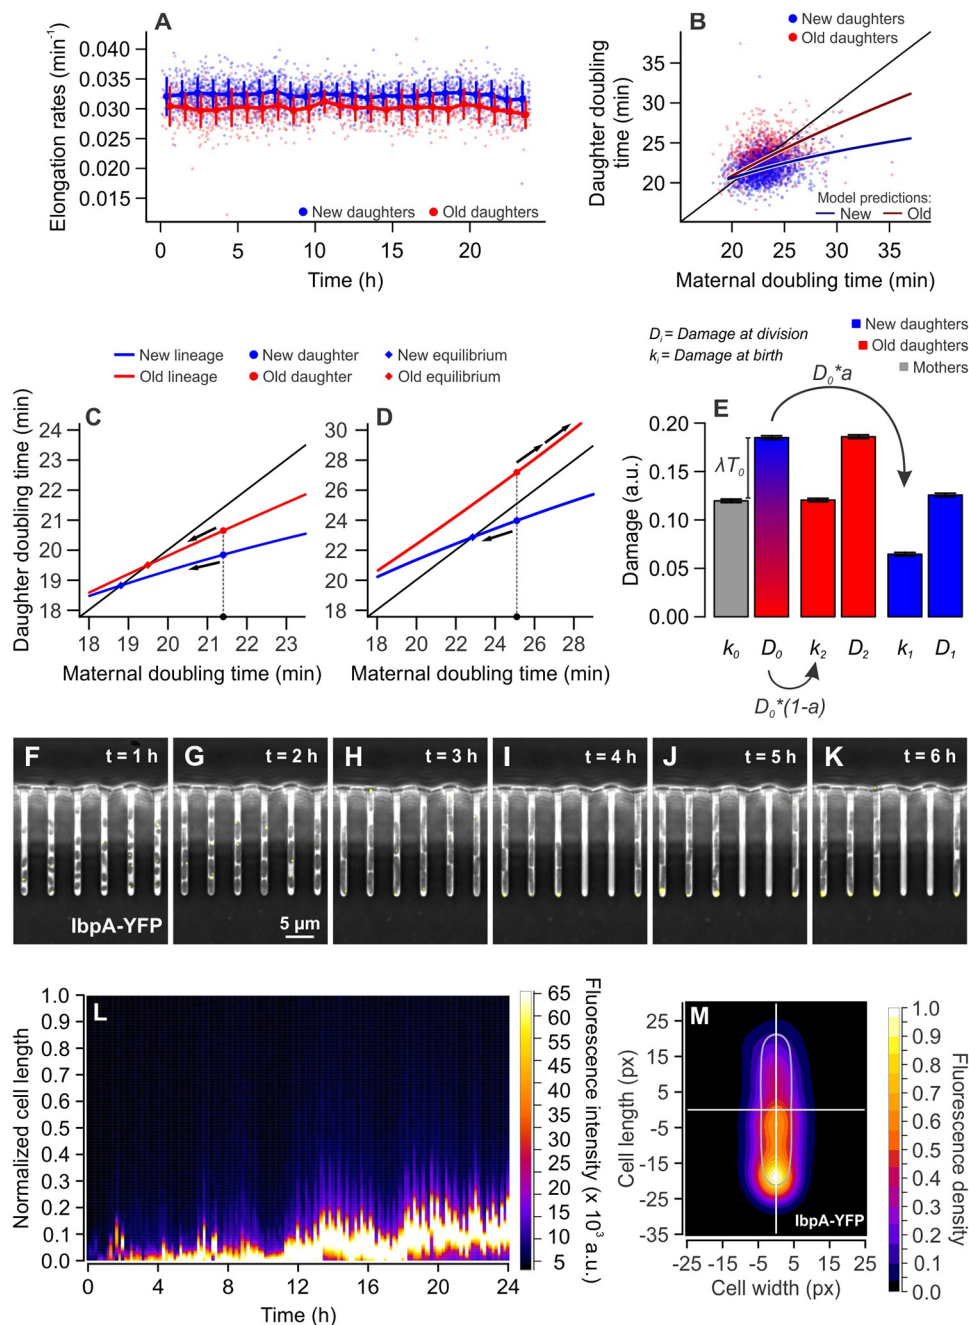 A
Elongation rates (min-1)
0.040
0.035
0.030
0.025
0.020
0.015
New daughters
Old daughters
0
5
10
15
20
Time (h)
B
New daughters
Old daughters
Daughter doubling
time (min)
35
30
25
20
Model predictions:
New
Old
20
25
30
35
Maternal doubling time (min)
New lineage
New daughter
New equilibrium
Old lineage
Old daughter
Old equilibrium
C
Daughter doubling time (min)
24
23
22
21
20
19
18
18
19
20
21
22
23
Maternal doubling time (min)
D
30
28
26
24
22
20
18
18
20
22
24
26
28
Maternal doubling time (min)
Di = Damage at division
ki = Damage at birth
New daughters
Old daughters
Mothers
E
D0*a
Damage (a.u.)
0.20
0.15
0.10
0.05
0.00
λT0
k0
D0
k2
D2
k1
D1
D0*(1-a)
F
t = 1 h
IbpA-YFP
G
t = 2 h
5 µm
H
t = 3 h
I
t = 4 h
J
t = 5 h
K
t = 6 h
L
Normalized cell length
1.0
0.9
0.8
0.7
0.6
0.5
0.4
0.3
0.2
0.1
0.0
0
4
8
12
16
20
24
Time (h)
65
60
55
50
45
40
35
30
25
20
15
10
5
Fluorescence intensity (x 10³ a.u.)
M
Cell length (px)
25
15
5
-5
-15
-25
-35
IbpA-YFP
-25
-15
-5
5
15
25
Cell width (px)
1.0
0.9
0.8
0.7
0.6
0.5
0.4
0.3
0.2
0.1
0.0
Fluorescence density